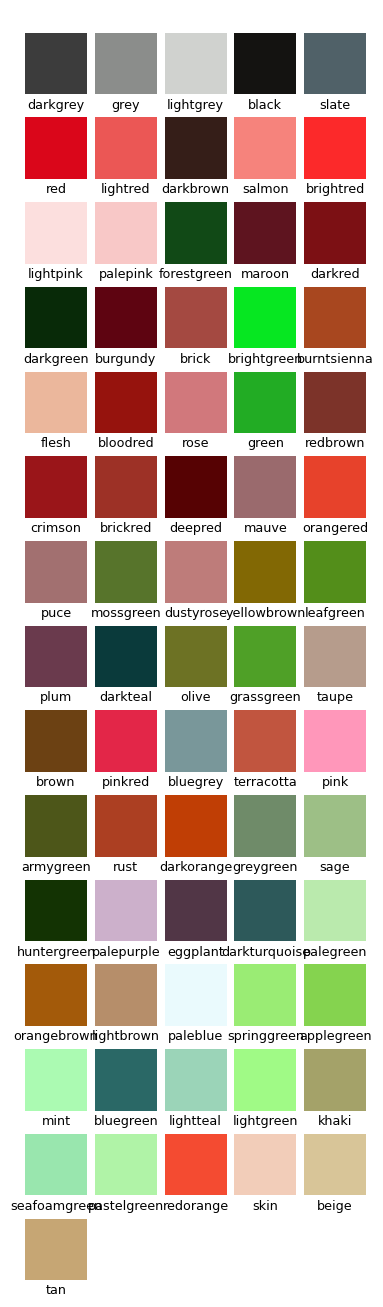 darkgrey grey lightgrey black slate
red lightred darkbrown salmon brightred
lightpink palepink forestgreen maroon darkred
darkgreen burgundy brick brightgreen burntsienna
flesh bloodred rose green redbrown
crimson brickred deepred mauve orangered
puce mossgreen dustyrose yellowbrown leafgreen
plum darkteal olive grassgreen taupe
brown pinkred bluegrey terracotta pink
armygreen rust darkorange greygreen sage
huntergreen palepurple eggplant darkturquoise palegreen
orangebrown lightbrown paleblue springgreen applegreen
mint bluegreen lightteal lightgreen khaki
seafoamgreen pastelgreen redorange skin beige
tan